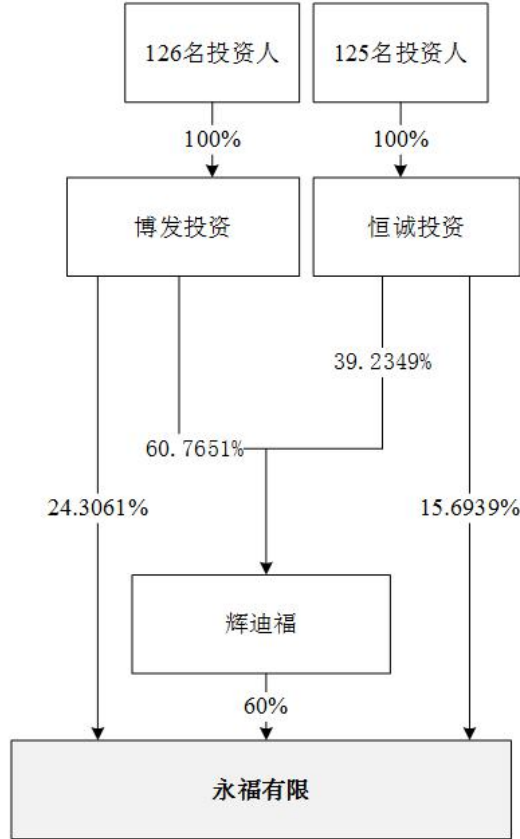 126名投资人
125名投资人
100%
100%
博发投资
恒诚投资
39.2349%
60.7651%
24.3061%
15.6939%
辉迪福
60%
永福有限